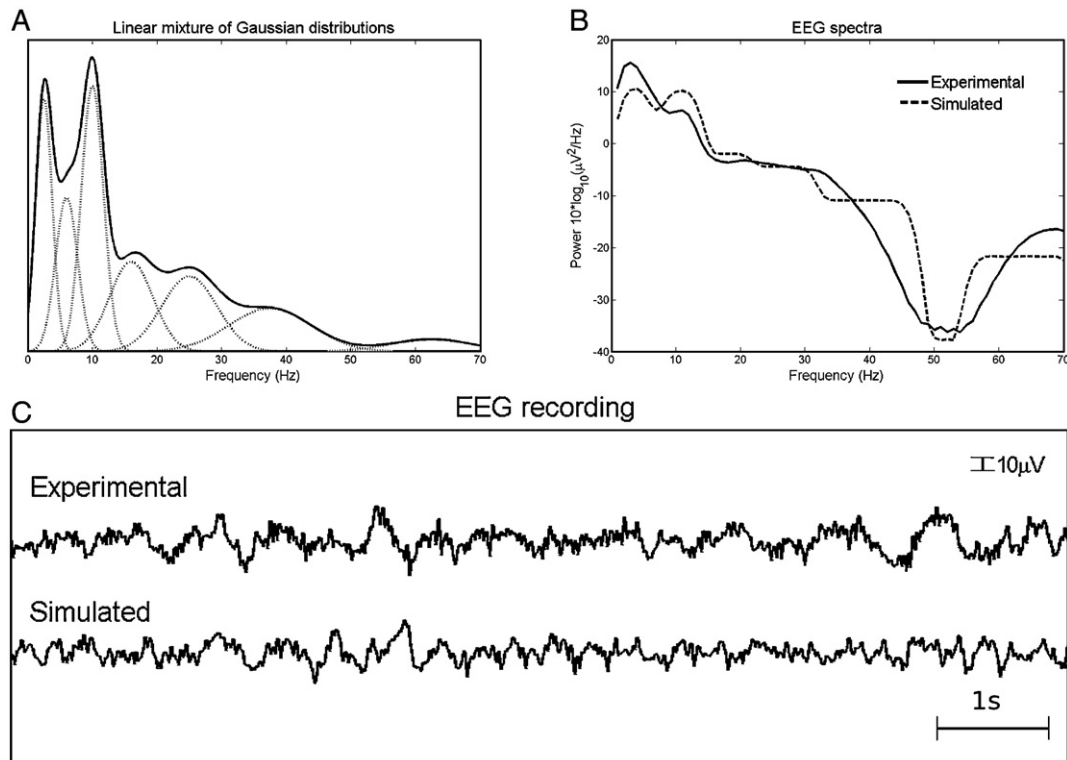 A
Linear mixture of Gaussian distributions
0 10 20 30 40 50 60 70
Frequency (Hz)
B
EEG spectra
20
10
0
-10
-20
-30
-40
Power 10*log10(μV²/Hz)
Experimental
Simulated
0 10 20 30 40 50 60 70
Frequency (Hz)
C
EEG recording
10μV
Experimental
Simulated
1s